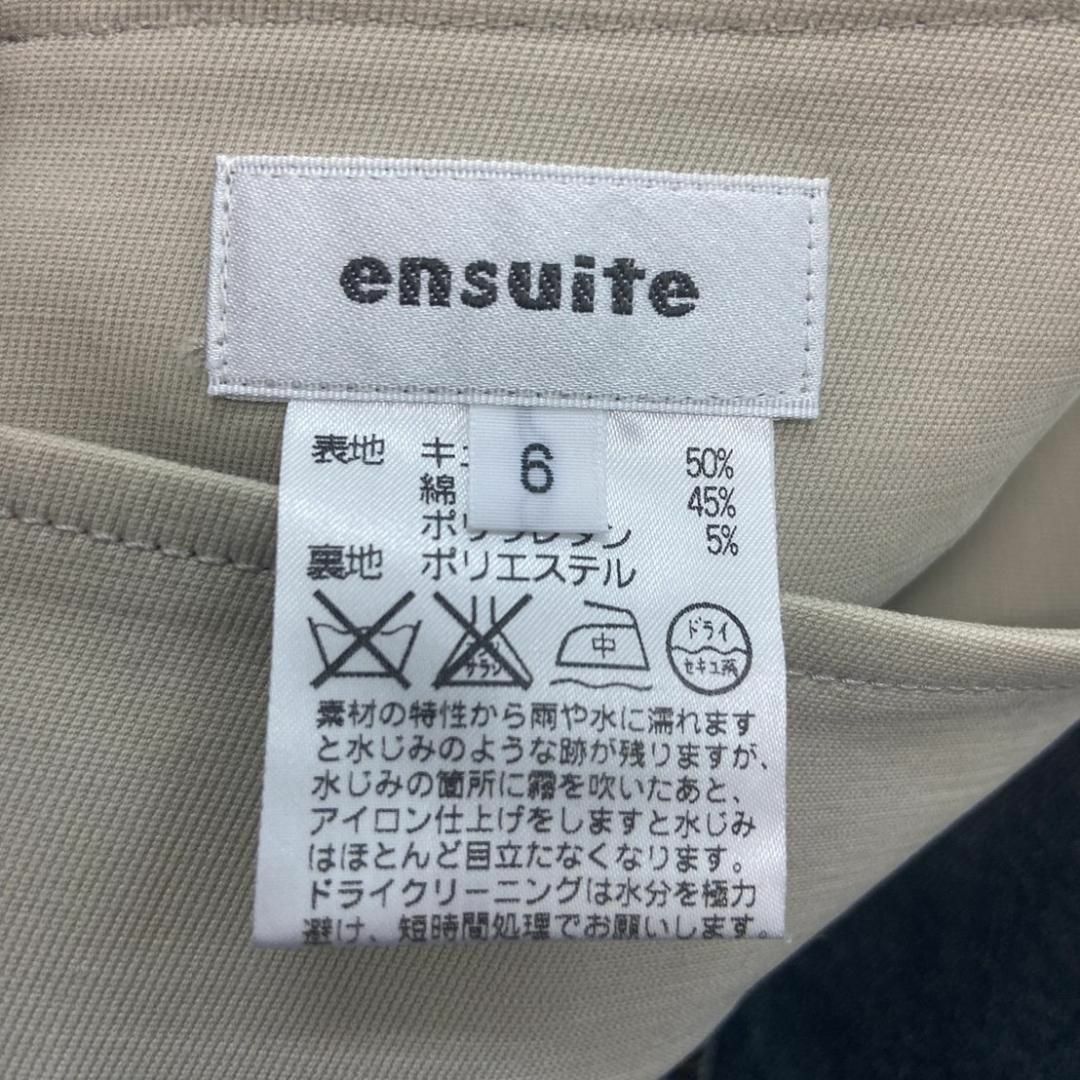 ensuite
6
表地 50%
綿 45%
5%
裏地 ポリエステル
中
ドライ
セキユ系
素材の特性から雨や水に濡れます
と水じみのような跡が残りますが、
水じみの箇所に霧を吹いたあと、
アイロン仕上げをしますと水じみ
はほとんど目立たなくなります。
ドライクリーニングは水分を極力
避け、短時間処理でお願いします。